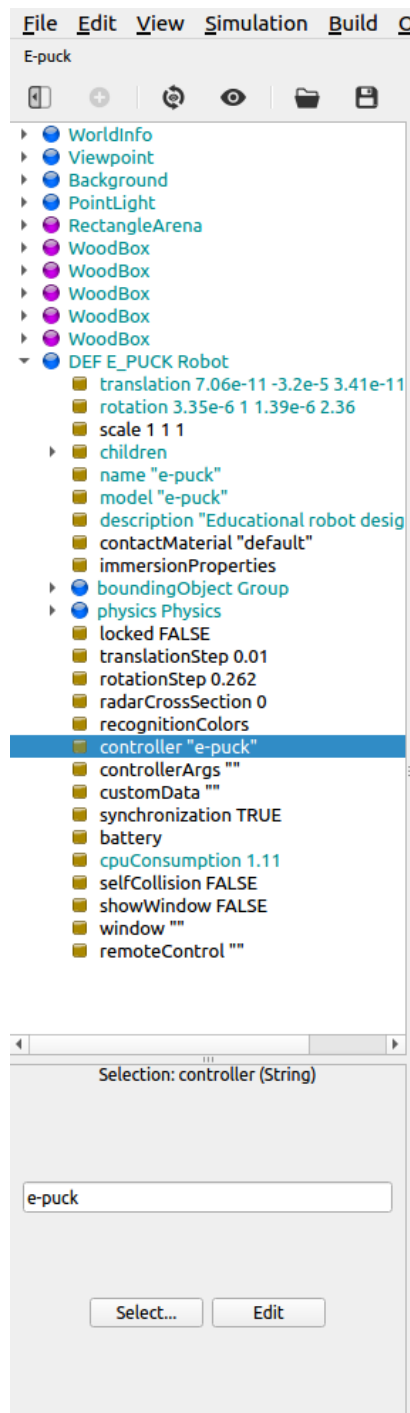 File Edit View Simulation Build
E-puck
WorldInfo
Viewpoint
Background
PointLight
RectangleArena
WoodBox
WoodBox
WoodBox
WoodBox
WoodBox
DEF E_PUCK Robot
translation 7.06e-11 -3.2e-5 3.41e-11
rotation 3.35e-6 1 1.39e-6 2.36
scale 1 1 1
children
name "e-puck"
model "e-puck"
description "Educational robot desig
contactMaterial "default"
immersionProperties
boundingObject Group
physics Physics
locked FALSE
translationStep 0.01
rotationStep 0.262
radarCrossSection 0
recognitionColors
controller "e-puck"
controllerArgs ""
customData ""
synchronization TRUE
battery
cpuConsumption 1.11
selfCollision FALSE
showWindow FALSE
window ""
remoteControl ""
Selection: controller (String)
e-puck
Select... Edit